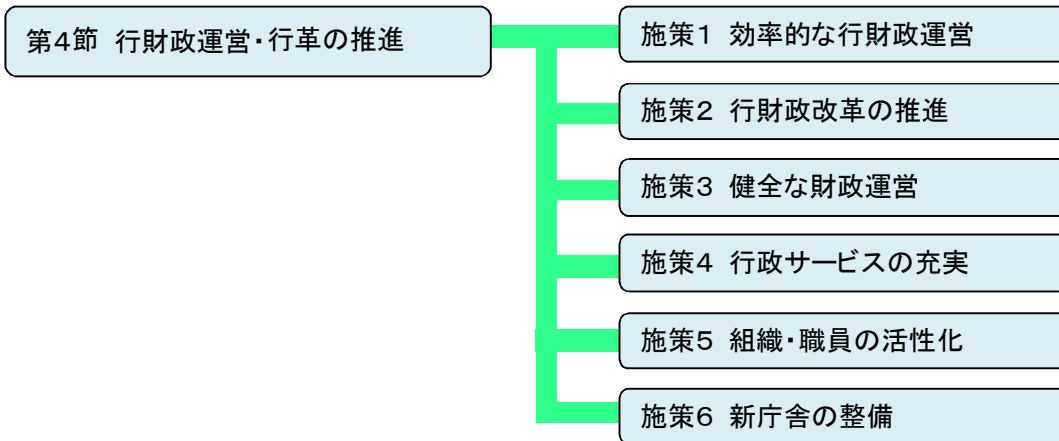 第4節 行財政運営・行革の推進
施策1 効率的な行財政運営
施策2 行財政改革の推進
施策3 健全な財政運営
施策4 行政サービスの充実
施策5 組織・職員の活性化
施策6 新庁舎の整備